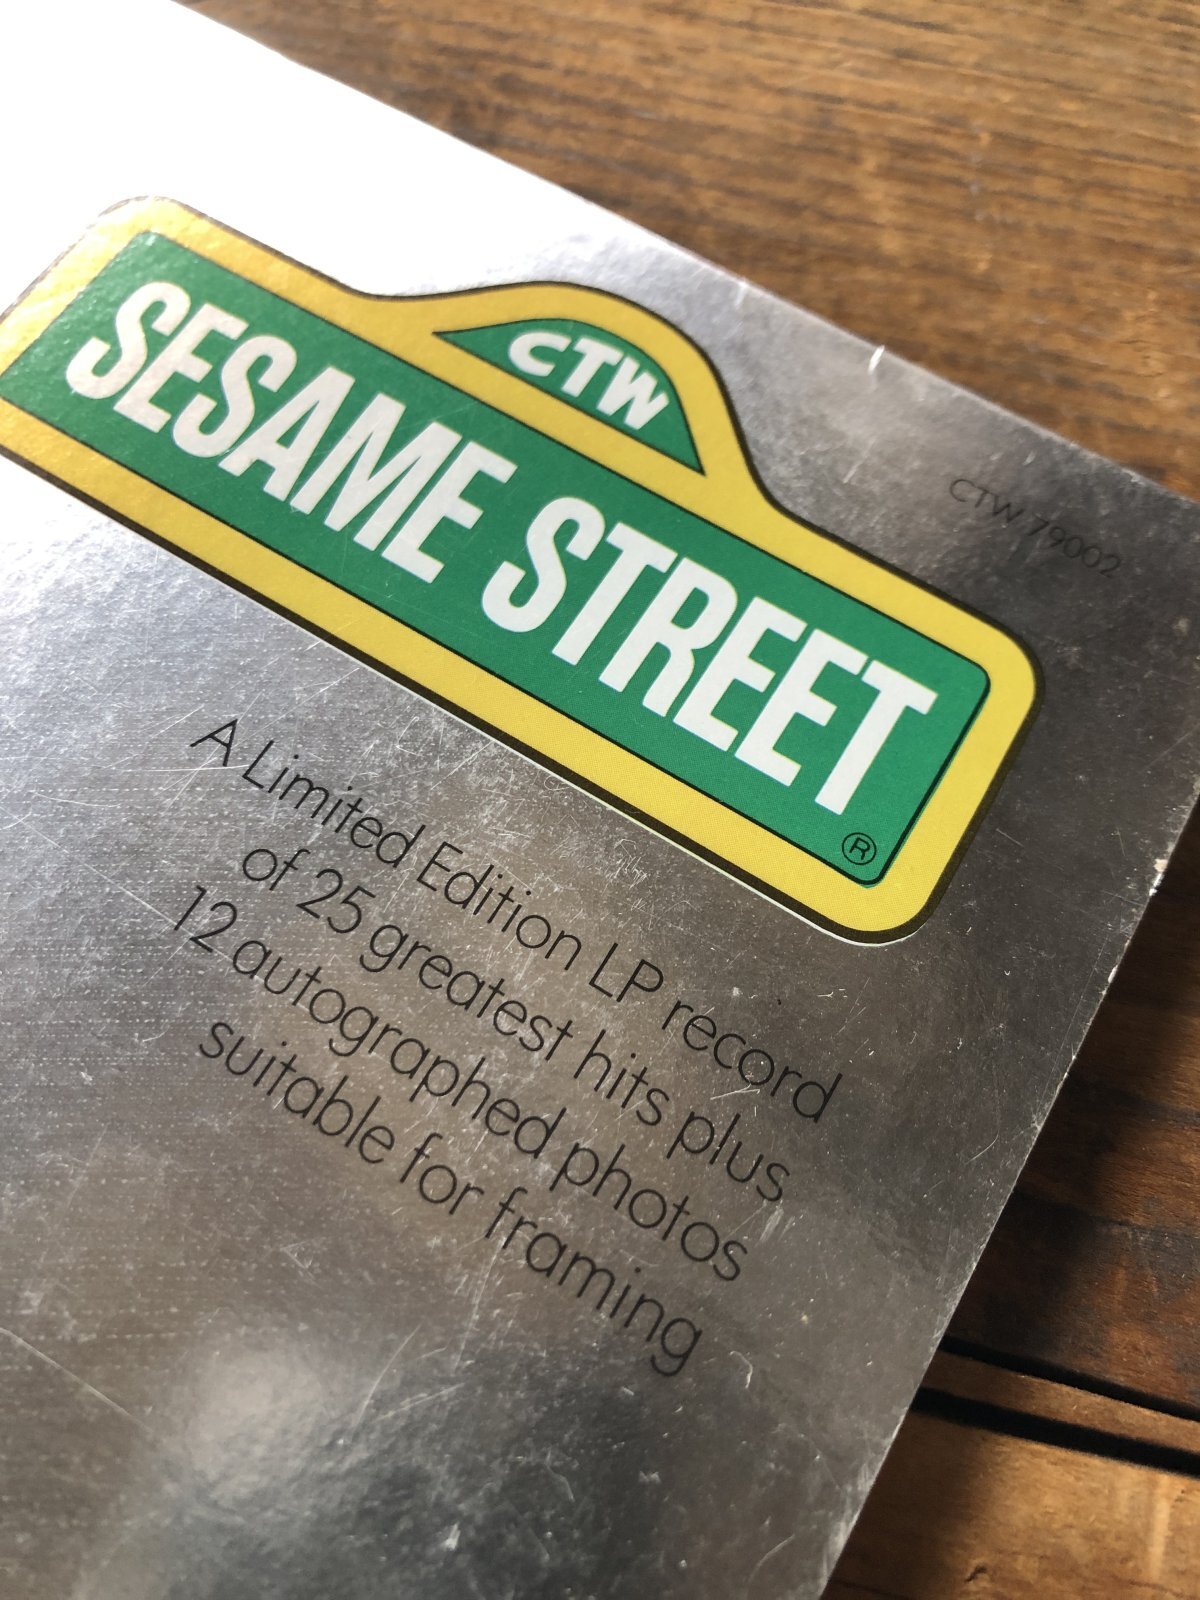 CTW
SESAME STREET
®
CTW 79002
A Limited Edition LP record
of 25 greatest hits plus
12 autographed photos
suitable for framing